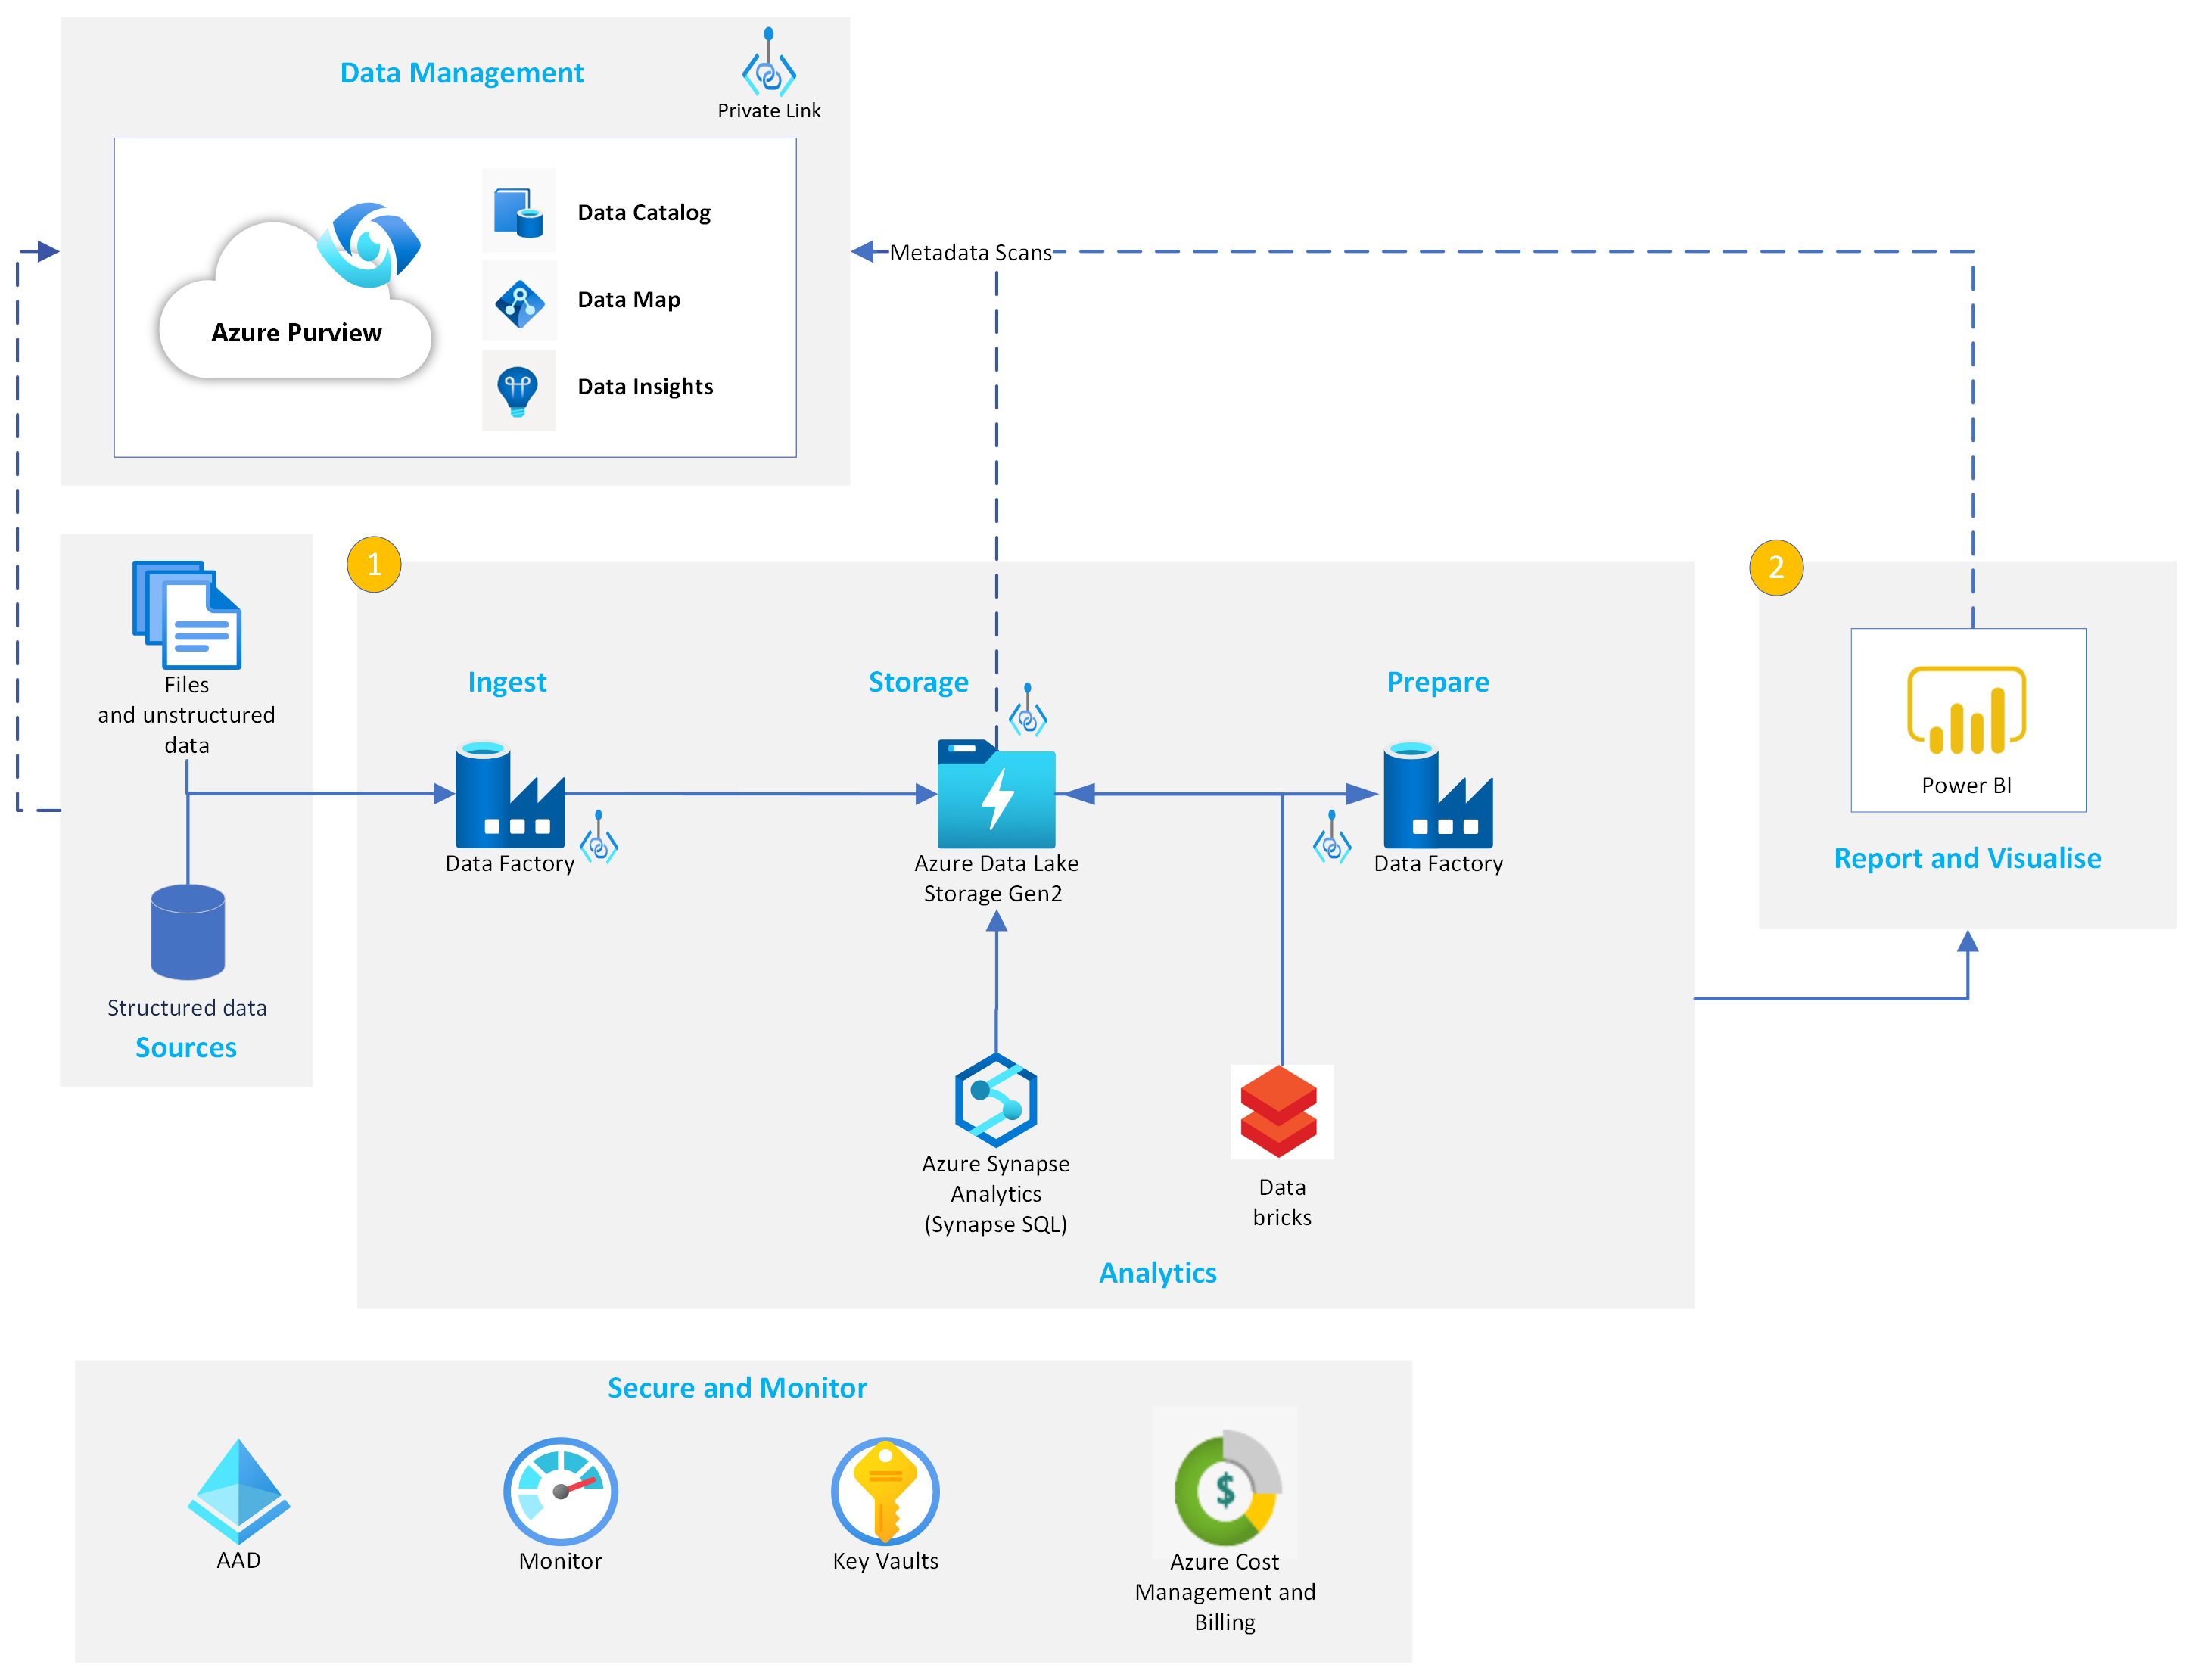 Data Management
Private Link
Data Catalog
Data Map
Azure Purview
Data Insights
Metadata Scans
1
2
Files
and unstructured
data
Structured data
Sources
Ingest
Storage
Prepare
Data Factory
Azure Data Lake
Storage Gen2
Data Factory
Azure Synapse
Analytics
(Synapse SQL)
Data
bricks
Analytics
Power BI
Report and Visualise
Secure and Monitor
AAD
Monitor
Key Vaults
$
Azure Cost
Management and
Billing